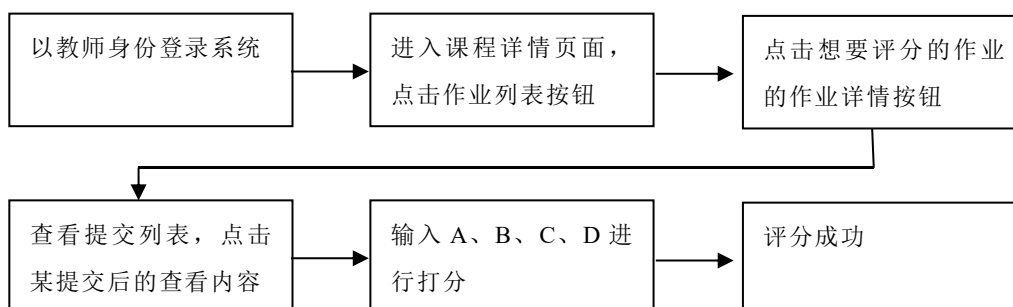 以教师身份登录系统
进入课程详情页面，
点击作业列表按钮
点击想要评分的作业
的作业详情按钮
查看提交列表，点击
某提交后的查看内容
输入 A、B、C、D 进
行打分
评分成功